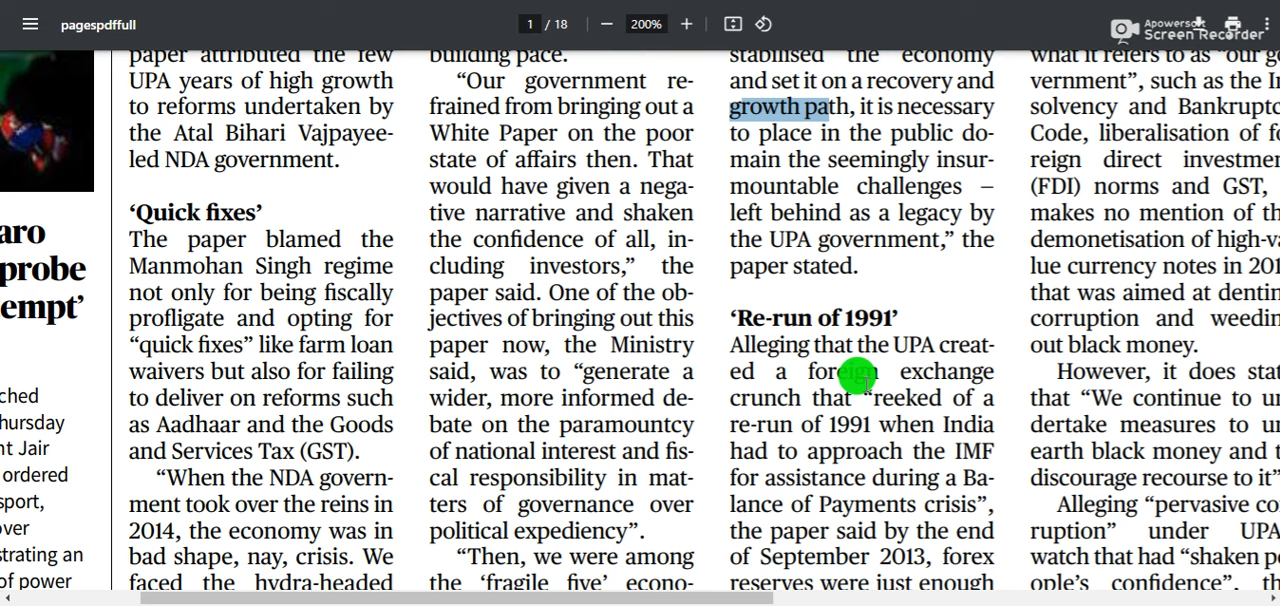 pagespdffull
1 / 18
200%
Apowersoft
Screen Recorder
aro
probe
empt’
ched
hursday
nt Jair
ordered
sport,
over
strating an
of power
paper attributed the few
UPA years of high growth
to reforms undertaken by
the Atal Bihari Vajpayee-
led NDA government.
‘Quick fixes’
The paper blamed the
Manmohan Singh regime
not only for being fiscally
profligate and opting for
“quick fixes” like farm loan
waivers but also for failing
to deliver on reforms such
as Aadhaar and the Goods
and Services Tax (GST).
“When the NDA govern-
ment took over the reins in
2014, the economy was in
bad shape, nay, crisis. We
faced the hydra-headed
building pace.
“Our government re-
frained from bringing out a
White Paper on the poor
state of affairs then. That
would have given a nega-
tive narrative and shaken
the confidence of all, in-
cluding investors,” the
paper said. One of the ob-
jectives of bringing out this
paper now, the Ministry
said, was to “generate a
wider, more informed de-
bate on the paramountcy
of national interest and fis-
cal responsibility in mat-
ters of governance over
political expediency”.
“Then, we were among
the ‘fragile five’ econo-
stabilised the economy
and set it on a recovery and
growth path, it is necessary
to place in the public do-
main the seemingly insur-
mountable challenges –
left behind as a legacy by
the UPA government,” the
paper stated.
‘Re-run of 1991’
Alleging that the UPA creat-
ed a foreign exchange
crunch that “reeked of a
re-run of 1991 when India
had to approach the IMF
for assistance during a Ba-
lance of Payments crisis”,
the paper said by the end
of September 2013, forex
reserves were just enough
what it refers to as “our go
vernment”, such as the In
solvency and Bankruptc
Code, liberalisation of fo
reign direct investmen
(FDI) norms and GST,
makes no mention of th
demonetisation of high-va
lue currency notes in 201
that was aimed at dentin
corruption and weedin
out black money.
However, it does stat
that “We continue to un
dertake measures to un
earth black money and t
discourage recourse to it”
Alleging “pervasive co
ruption” under UPA
watch that had “shaken pe
ople’s confidence”, th